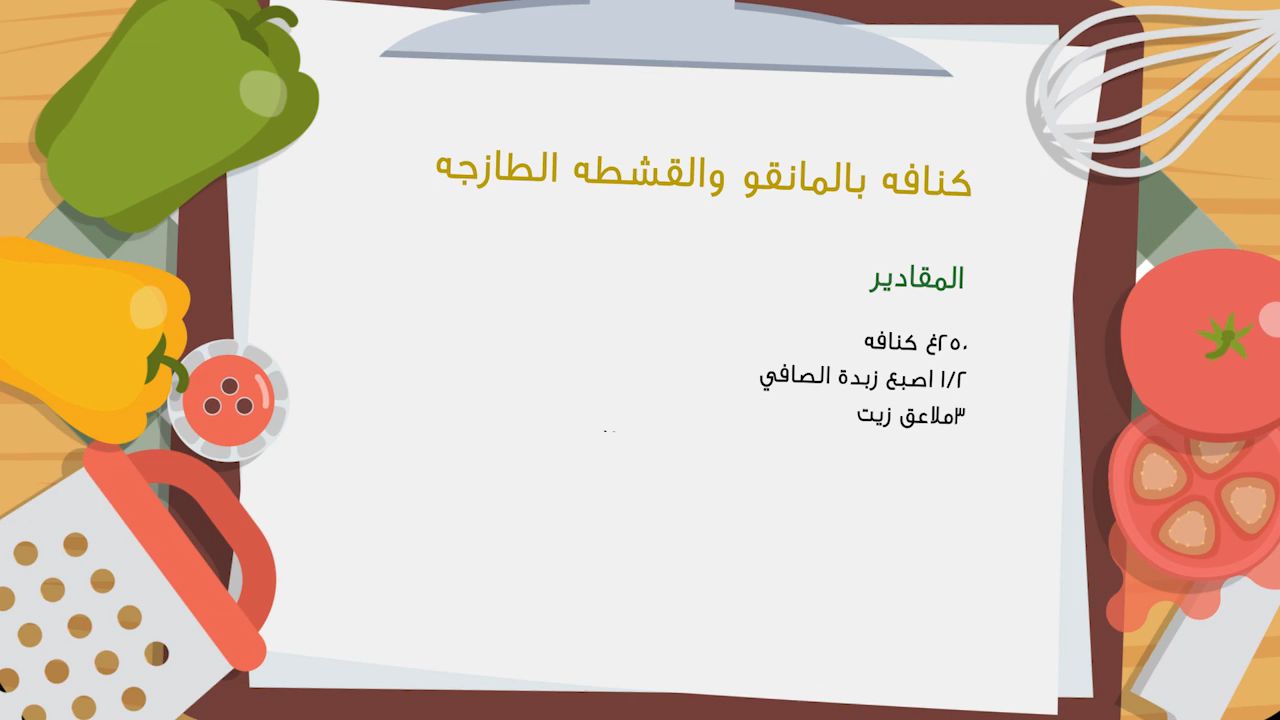 كنافه بالمانقو والقشطه الطازجه
المقادير
٢٥٠غ كنافه
١/٢ اصبع زبدة الصافي
٣ملاعق زيت